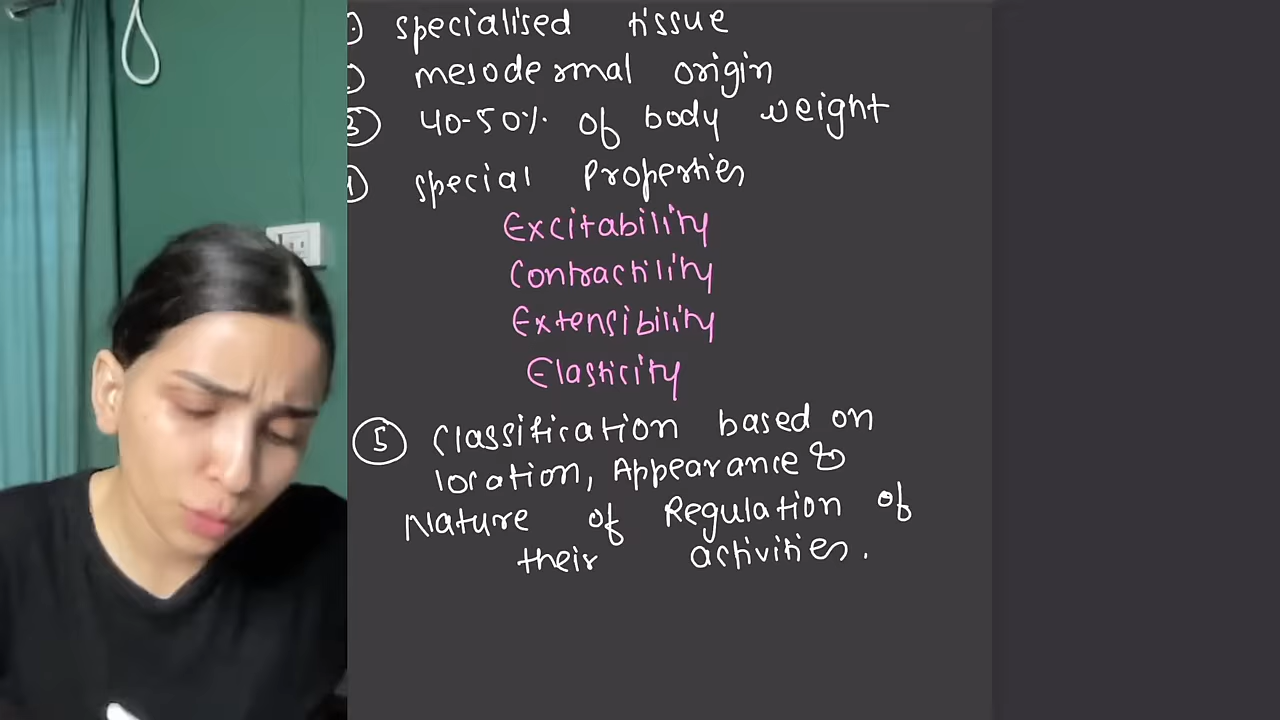 ) specialised tissue
) mesodermal origin
3) 40-50% of body weight
) special Properties
Excitability
Contractility
Extensibility
Elasticity
5 Classification based on
location, Appearance &
Nature of Regulation of
their activities.